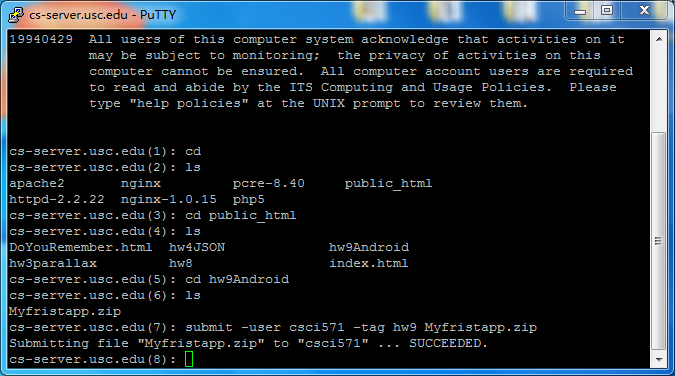 cs-server.usc.edu - PuTTY
19940429  All users of this computer system acknowledge that activities on it
may be subject to monitoring;  the privacy of activities on this
computer cannot be ensured.  All computer account users are required
to read and abide by the ITS Computing and Usage Policies.  Please
type "help policies" at the UNIX prompt to review them.
cs-server.usc.edu(1): cd
cs-server.usc.edu(2): ls
apache2       nginx         pcre-8.40     public_html
httpd-2.2.22  nginx-1.0.15  php5
cs-server.usc.edu(3): cd public_html
cs-server.usc.edu(4): ls
DoYouRemember.html  hw4JSON             hw9Android
hw3parallax         hw8                 index.html
cs-server.usc.edu(5): cd hw9Android
cs-server.usc.edu(6): ls
Myfristapp.zip
cs-server.usc.edu(7): submit -user csci571 -tag hw9 Myfristapp.zip
Submitting file "Myfristapp.zip" to "csci571" ... SUCCEEDED.
cs-server.usc.edu(8):